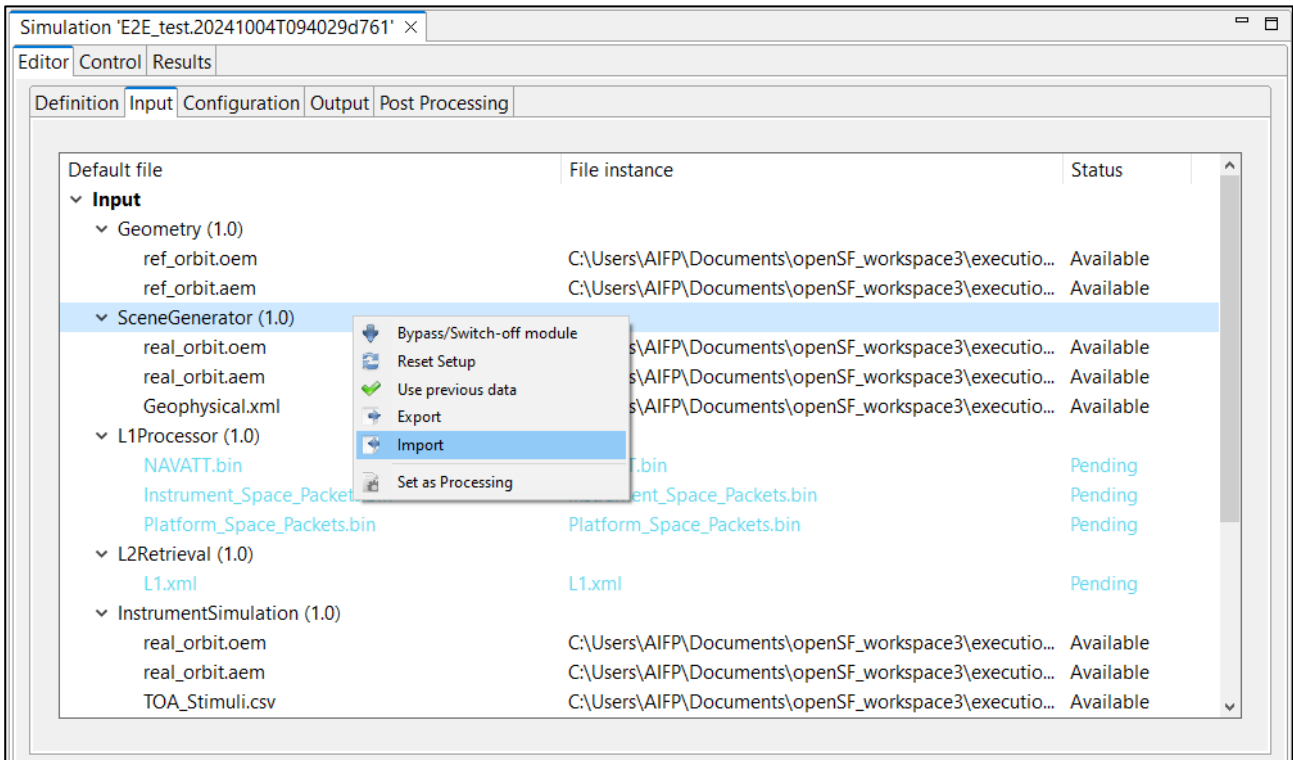 Simulation 'E2E_test.20241004T094029d761'
Editor Control Results
Definition Input Configuration Output Post Processing
Default file File instance Status
Input
Geometry (1.0)
ref_orbit.oem C:\Users\AIFP\Documents\openSF_workspace3\executio... Available
ref_orbit.aem C:\Users\AIFP\Documents\openSF_workspace3\executio... Available
SceneGenerator (1.0)
Bypass/Switch-off module
real_orbit.oem s\AIFP\Documents\openSF_workspace3\executio... Available
Reset Setup
real_orbit.aem s\AIFP\Documents\openSF_workspace3\executio... Available
Use previous data
Geophysical.xml s\AIFP\Documents\openSF_workspace3\executio... Available
Export
L1Processor (1.0)
Import
NAVATT.bin T.bin Pending
Set as Processing
Instrument_Space_Packets.bin Instrument_Space_Packets.bin Pending
Platform_Space_Packets.bin Platform_Space_Packets.bin Pending
L2Retrieval (1.0)
L1.xml L1.xml Pending
InstrumentSimulation (1.0)
real_orbit.oem C:\Users\AIFP\Documents\openSF_workspace3\executio... Available
real_orbit.aem C:\Users\AIFP\Documents\openSF_workspace3\executio... Available
TOA_Stimuli.csv C:\Users\AIFP\Documents\openSF_workspace3\executio... Available